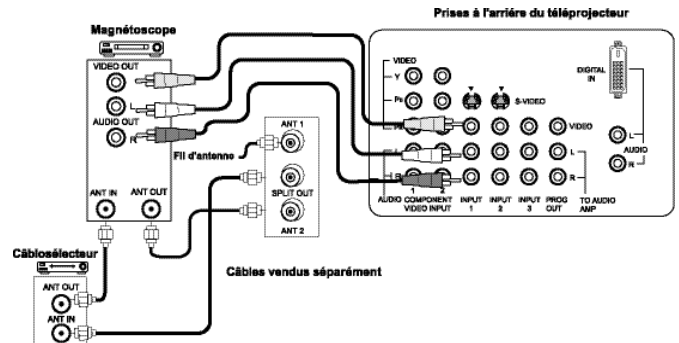 Prises à l'arrière du téléprojecteur
Magnétoscope
VIDEO OUT
L
AUDIO OUT
R
ANT IN ANT OUT
Fil d'antenne
ANT 1
SPLIT OUT
ANT 2
Câblosélecteur
ANT OUT
ANT IN
Câbles vendus séparément
VIDEO
Y
PB
PR
S-VIDEO
DIGITAL IN
VIDEO
L
R
L
R
AUDIO
L
R
1 2
AUDIO COMPONENT VIDEO INPUT
INPUT 1
INPUT 2
INPUT 3
PROG OUT
TO AUDIO AMP